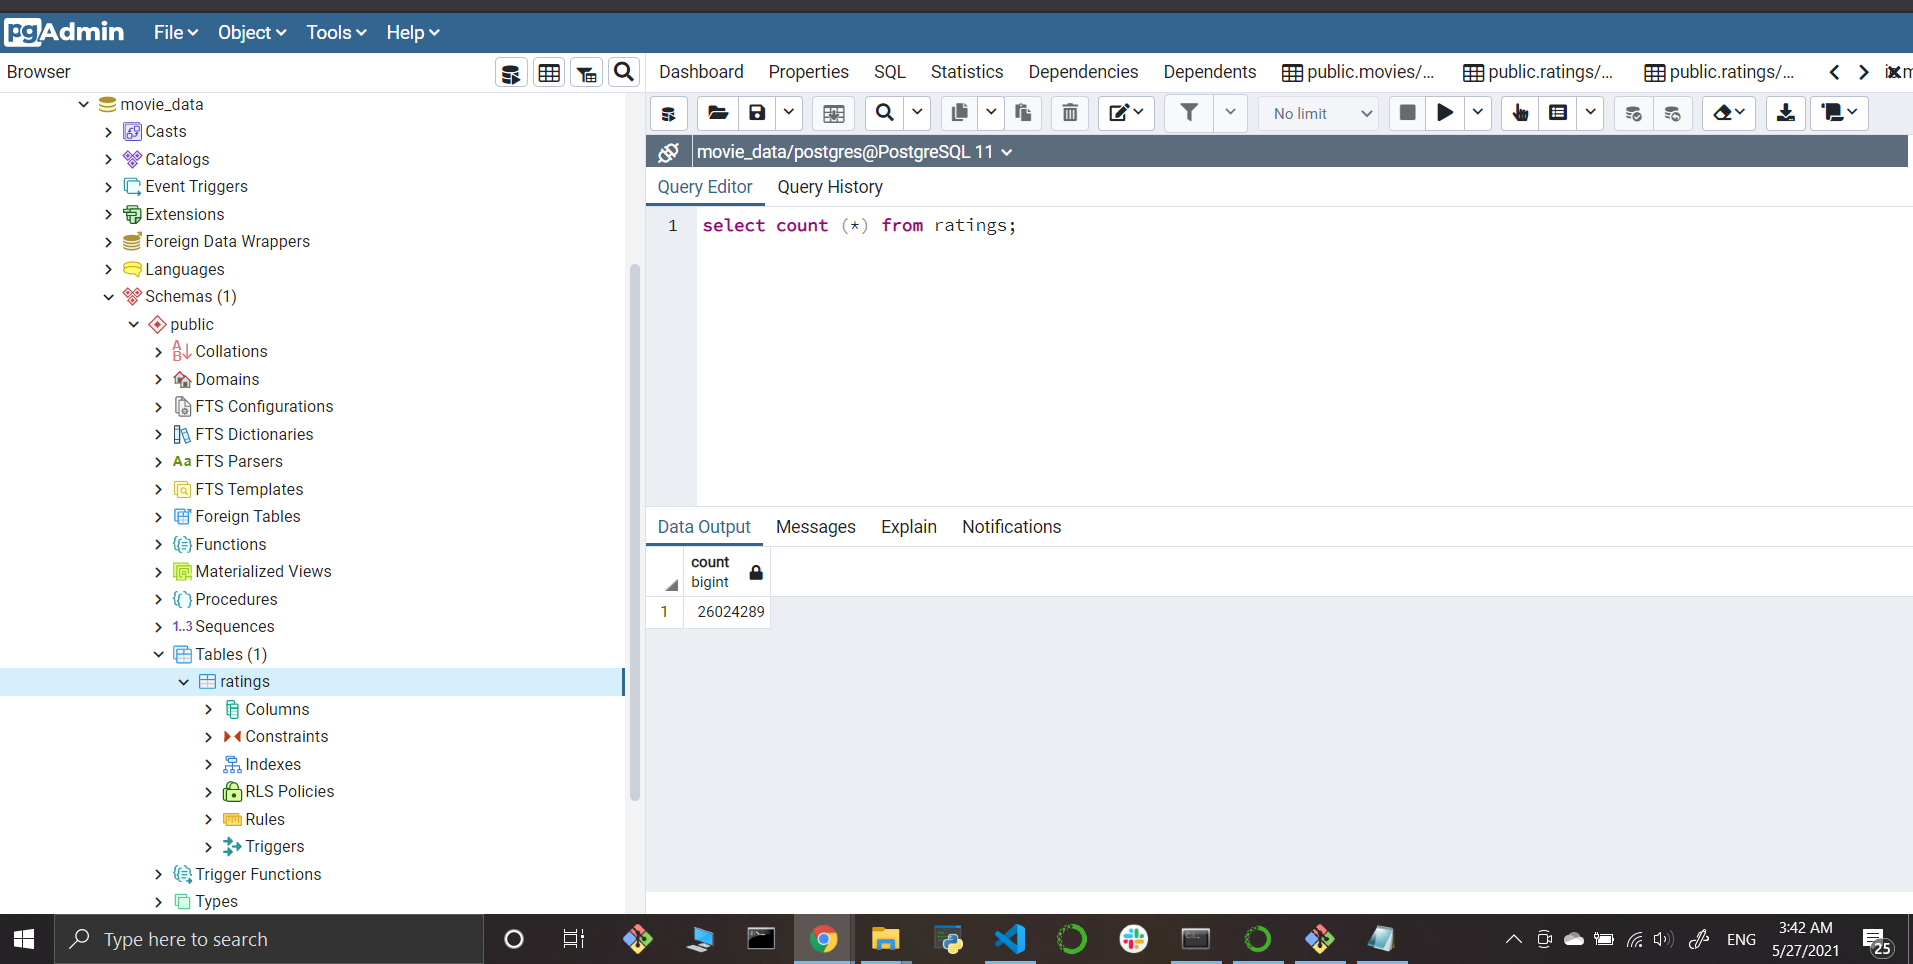 pgAdmin File Object Tools Help
Browser
Dashboard Properties SQL Statistics Dependencies Dependents public.movies/... public.ratings/... public.ratings/...
movie_data
Casts
Catalogs
Event Triggers
Extensions
Foreign Data Wrappers
Languages
Schemas (1)
public
Collations
Domains
FTS Configurations
FTS Dictionaries
Aa FTS Parsers
FTS Templates
Foreign Tables
Functions
Materialized Views
Procedures
1..3 Sequences
Tables (1)
ratings
Columns
Constraints
Indexes
RLS Policies
Rules
Triggers
Trigger Functions
Types
No limit
movie_data/postgres@PostgreSQL 11
Query Editor Query History
1 select count (*) from ratings;
Data Output Messages Explain Notifications
count
bigint
1 26024289
Type here to search
ENG
3:42 AM
5/27/2021
25